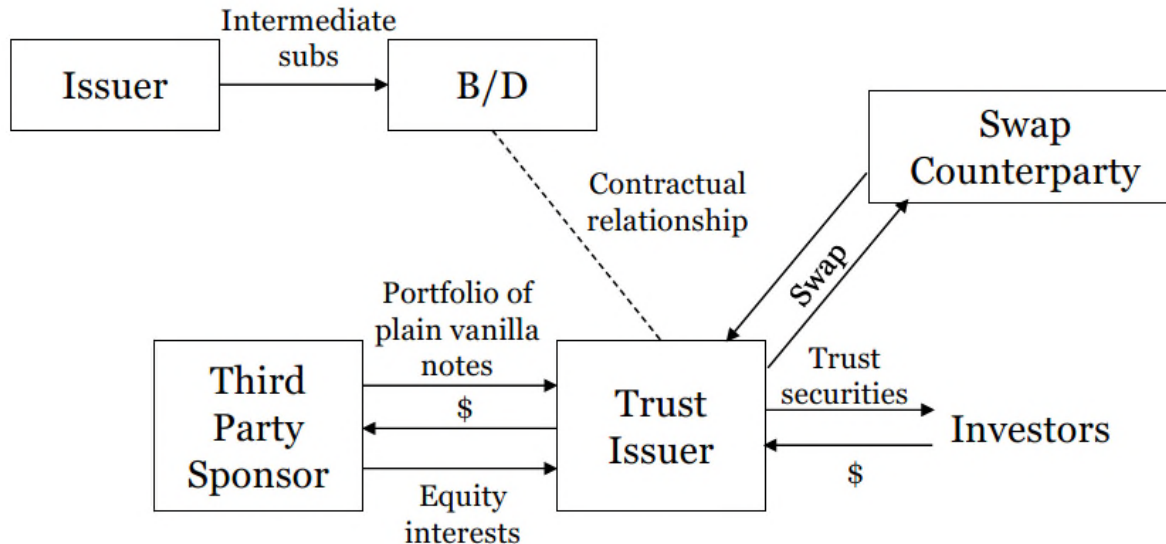 Intermediate
subs
Issuer
B/D
Swap
Counterparty
Contractual
relationship
Swap
Portfolio of
plain vanilla
notes
Third
Party
Sponsor
$
Equity
interests
Trust
Issuer
Trust
securities
Investors
$